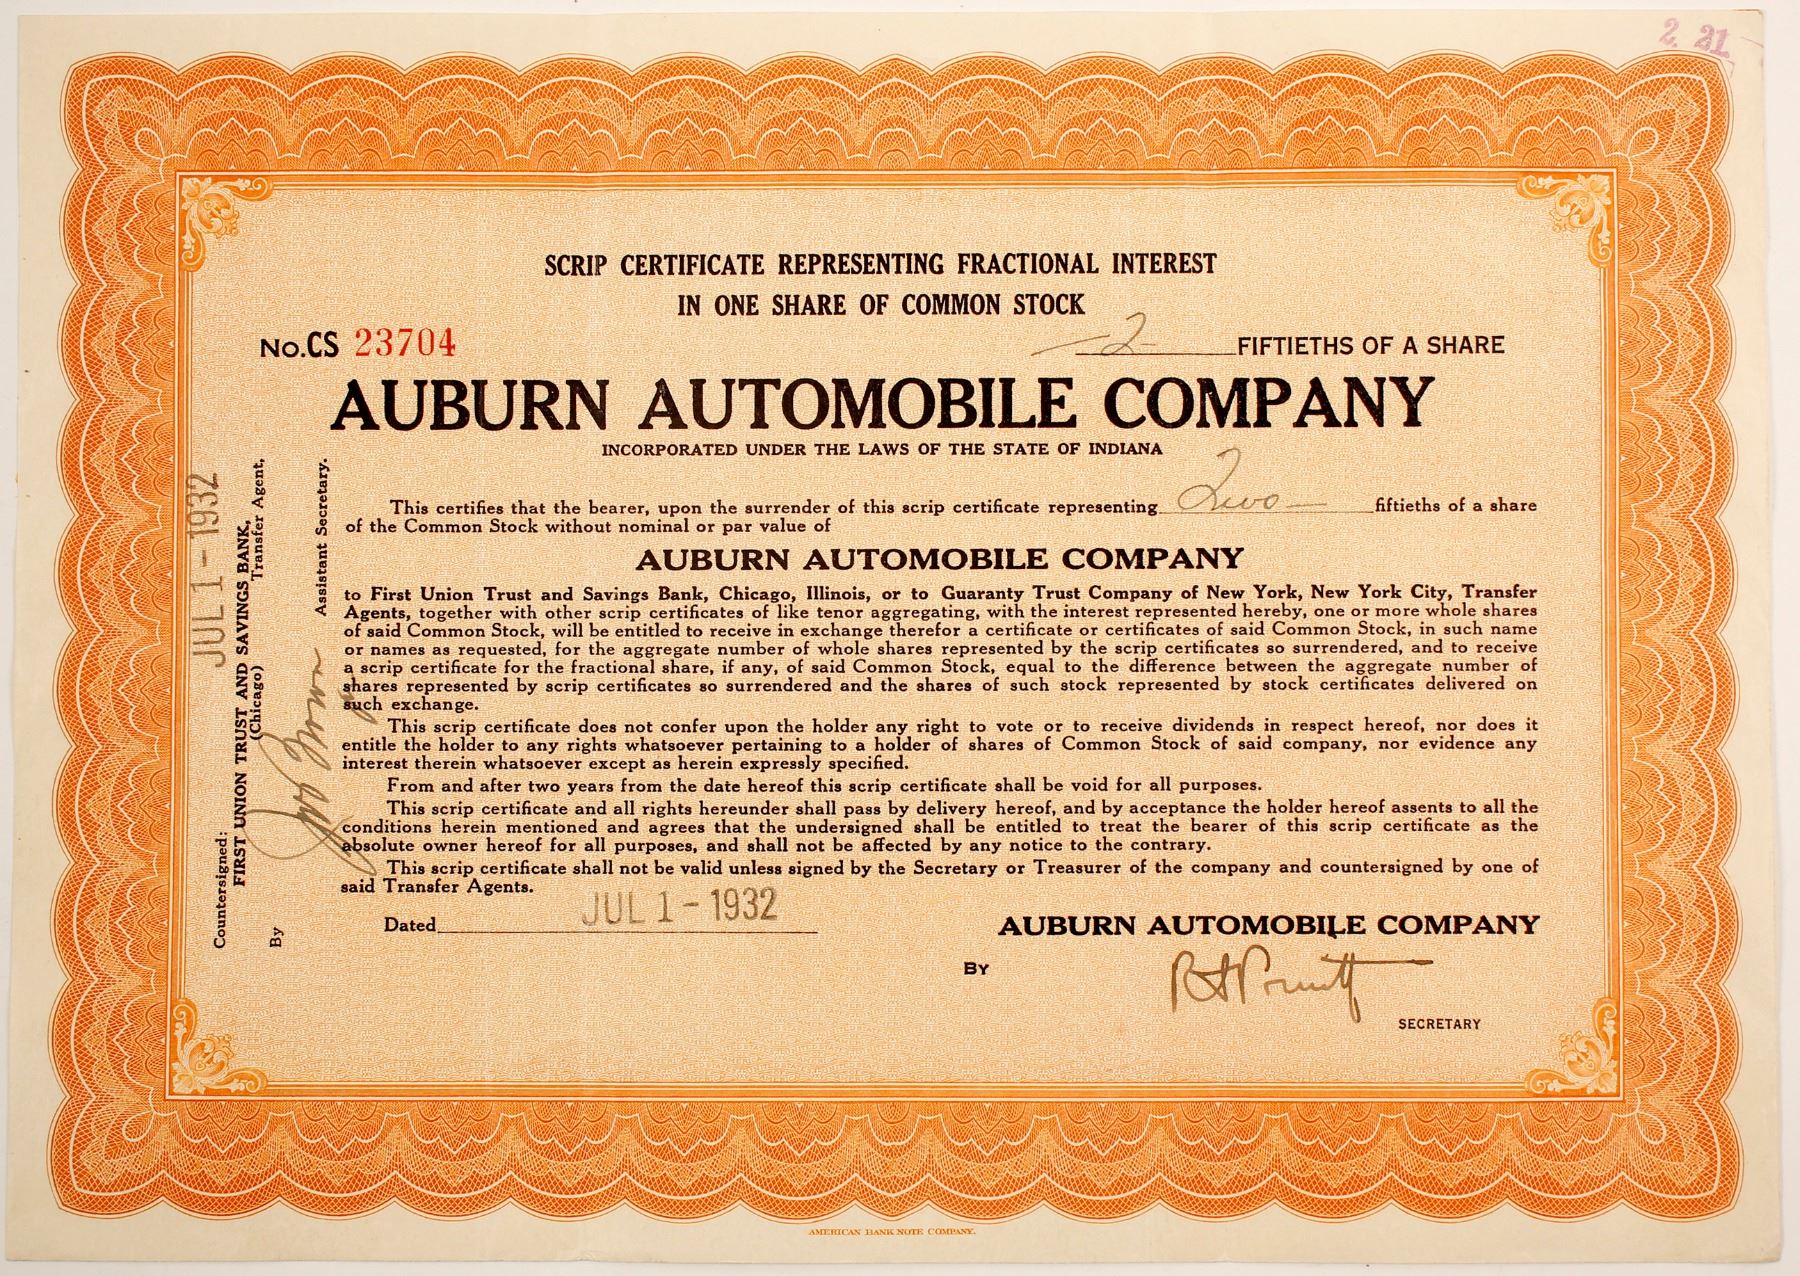 2 21
SCRIP CERTIFICATE REPRESENTING FRACTIONAL INTEREST
IN ONE SHARE OF COMMON STOCK
No.CS 23704
2 FIFTIETHS OF A SHARE
AUBURN AUTOMOBILE COMPANY
INCORPORATED UNDER THE LAWS OF THE STATE OF INDIANA
This certifies that the bearer, upon the surrender of this scrip certificate representing Two fiftieths of a share
of the Common Stock without nominal or par value of
AUBURN AUTOMOBILE COMPANY
to First Union Trust and Savings Bank, Chicago, Illinois, or to Guaranty Trust Company of New York, New York City, Transfer
Agents, together with other scrip certificates of like tenor aggregating, with the interest represented hereby, one or more whole shares
of said Common Stock, will be entitled to receive in exchange therefor a certificate or certificates of said Common Stock, in such name
or names as requested, for the aggregate number of whole shares represented by the scrip certificates so surrendered, and to receive
a scrip certificate for the fractional share, if any, of said Common Stock, equal to the difference between the aggregate number of
shares represented by scrip certificates so surrendered and the shares of such stock represented by stock certificates delivered on
such exchange.
This scrip certificate does not confer upon the holder any right to vote or to receive dividends in respect hereof, nor does it
entitle the holder to any rights whatsoever pertaining to a holder of shares of Common Stock of said company, nor evidence any
interest therein whatsoever except as herein expressly specified.
From and after two years from the date hereof this scrip certificate shall be void for all purposes.
This scrip certificate and all rights hereunder shall pass by delivery hereof, and by acceptance the holder hereof assents to all the
conditions herein mentioned and agrees that the undersigned shall be entitled to treat the bearer of this scrip certificate as the
absolute owner hereof for all purposes, and shall not be affected by any notice to the contrary.
This scrip certificate shall not be valid unless signed by the Secretary or Treasurer of the company and countersigned by one of
said Transfer Agents.
Dated JUL 1 - 1932
AUBURN AUTOMOBILE COMPANY
BY
SECRETARY
JUL 1 - 1932
Countersigned:
FIRST UNION TRUST AND SAVINGS BANK,
(Chicago) Transfer Agent,
By
Assistant Secretary.
AMERICAN BANK NOTE COMPANY.